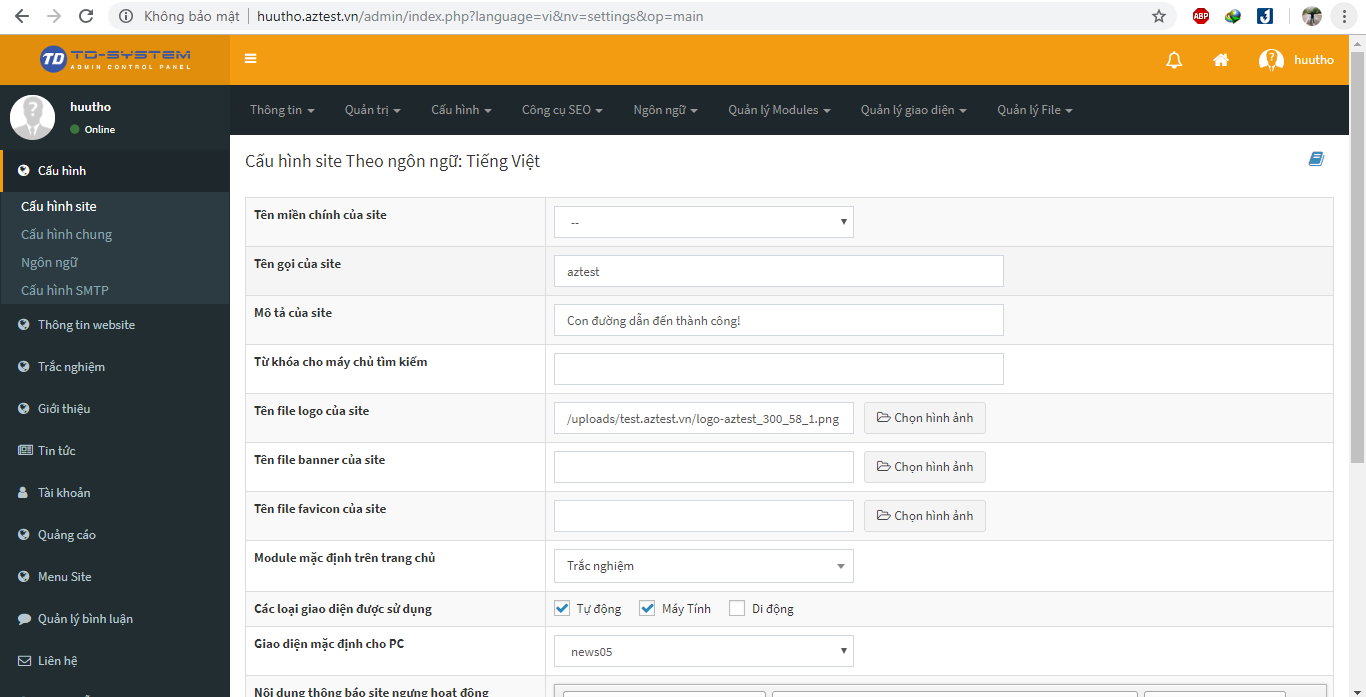 Không bảo mật | huutho.aztest.vn/admin/index.php?language=vi&nv=settings&op=main
ABP
TD TD-SYSTEM
ADMIN CONTROL PANEL
huutho
huutho
Online
Thông tin Quản trị Cấu hình Công cụ SEO Ngôn ngữ Quản lý Modules Quản lý giao diện Quản lý File
Cấu hình
Cấu hình site
Cấu hình chung
Ngôn ngữ
Cấu hình SMTP
Thông tin website
Trắc nghiệm
Giới thiệu
Tin tức
Tài khoản
Quảng cáo
Menu Site
Quản lý bình luận
Liên hệ
Cấu hình site Theo ngôn ngữ: Tiếng Việt
Tên miền chính của site --
Tên gọi của site aztest
Mô tả của site Con đường dẫn đến thành công!
Từ khóa cho máy chủ tìm kiếm
Tên file logo của site /uploads/test.aztest.vn/logo-aztest_300_58_1.png Chọn hình ảnh
Tên file banner của site Chọn hình ảnh
Tên file favicon của site Chọn hình ảnh
Module mặc định trên trang chủ Trắc nghiệm
Các loại giao diện được sử dụng Tự động Máy Tính Di động
Giao diện mặc định cho PC news05
Nội dung thông báo site ngưng hoạt động